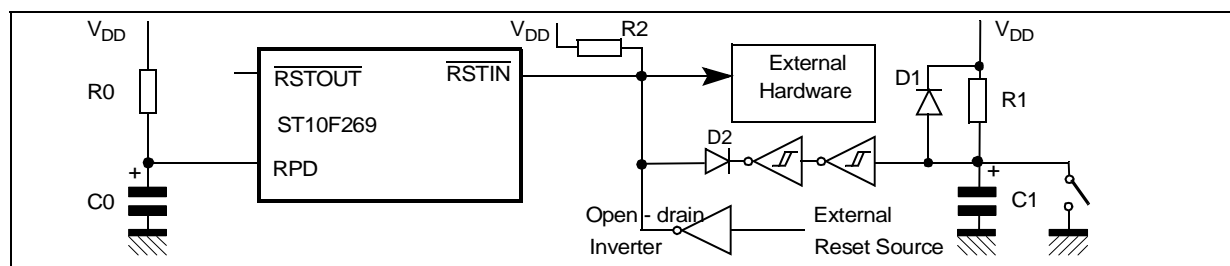 VDD
R0
+
C0
RSTOUT
RSTIN
ST10F269
RPD
VDD
R2
External
Hardware
D2
Open - drain
Inverter
External
Reset Source
D1
VDD
R1
+
C1